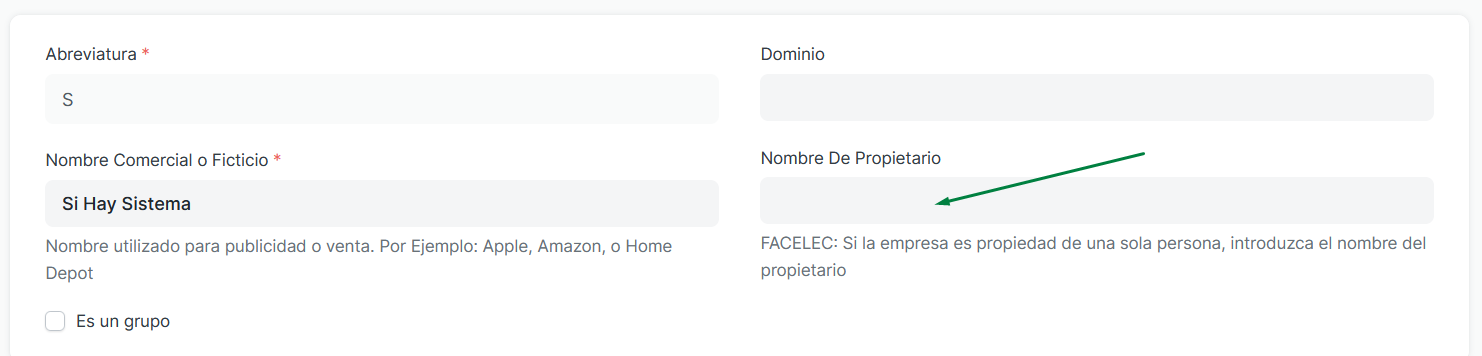 Abreviatura *
S
Dominio
Nombre Comercial o Ficticio *
Si Hay Sistema
Nombre utilizado para publicidad o venta. Por Ejemplo: Apple, Amazon, o Home
Depot
Nombre De Propietario
FACELEC: Si la empresa es propiedad de una sola persona, introduzca el nombre del
propietario
Es un grupo